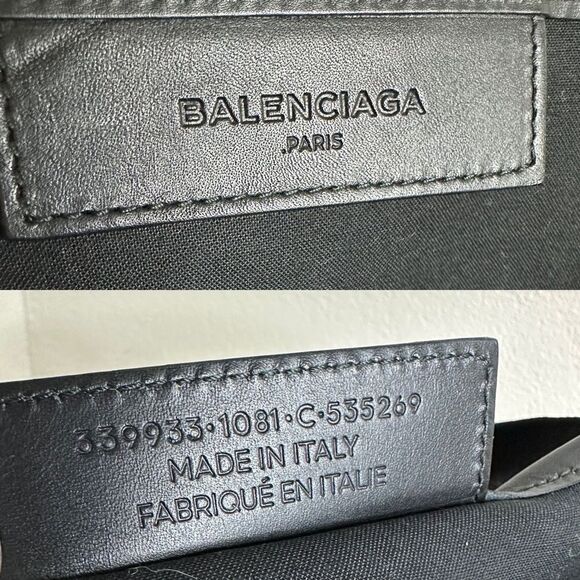 BALENCIAGA
.PARIS
339933·1081·C·535269
MADE IN ITALY
FABRIQUÉ EN ITALIE